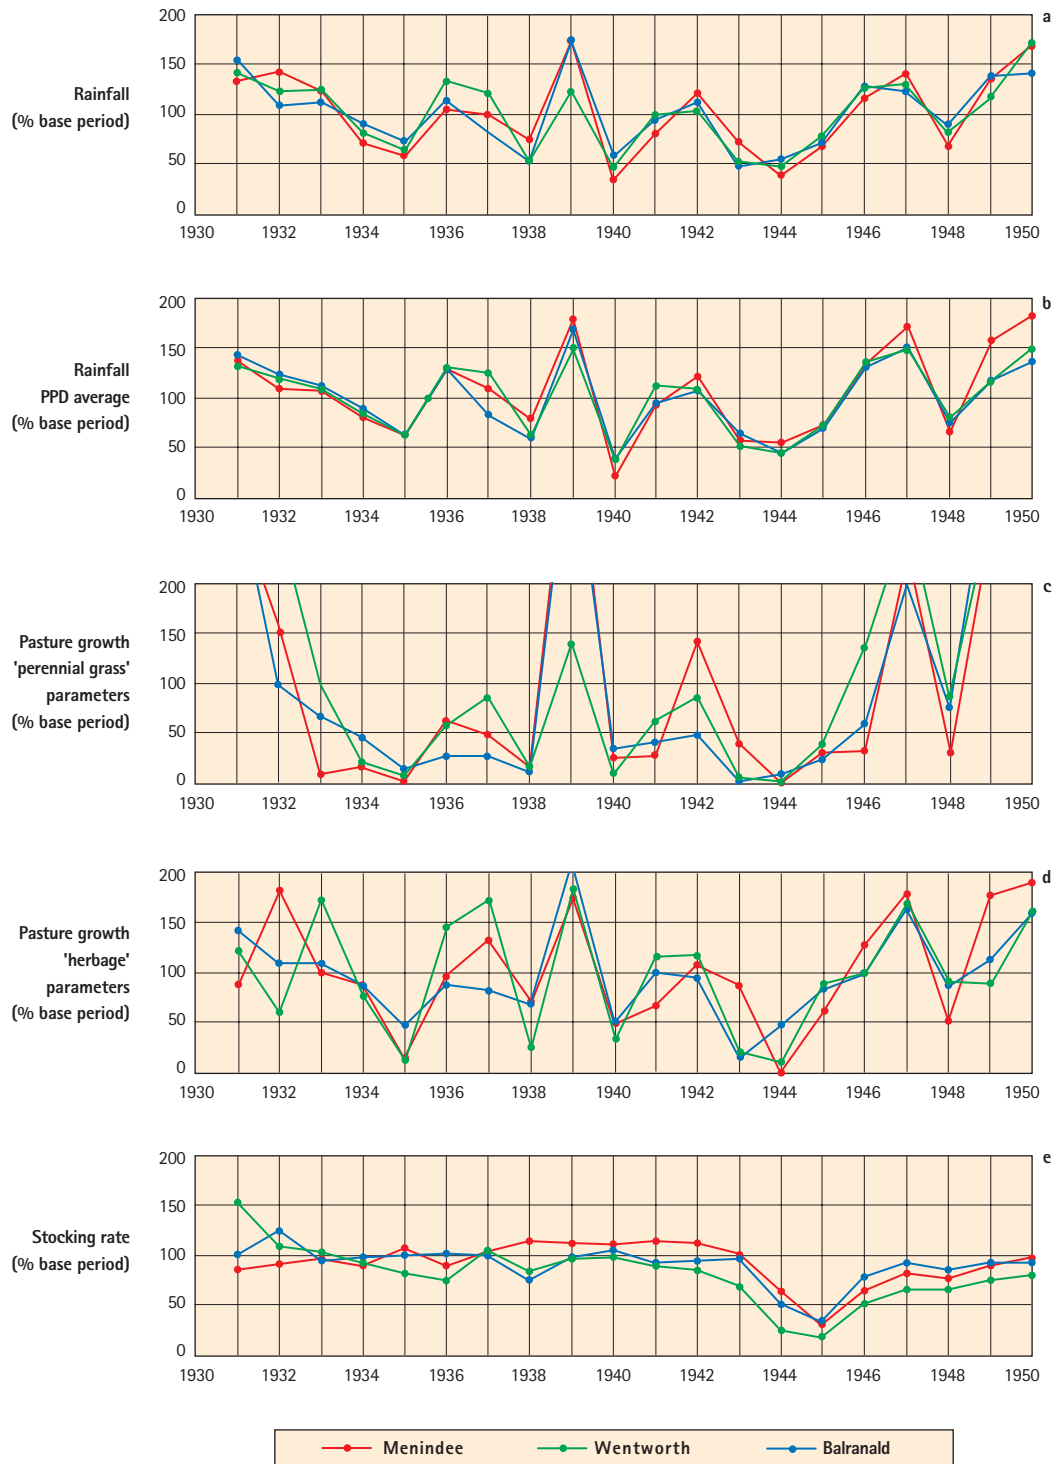 a
200
150
100
50
0
Rainfall
(% base period)
1930 1932 1934 1936 1938 1940 1942 1944 1946 1948 1950
b
200
150
100
50
0
Rainfall
PPD average
(% base period)
1930 1932 1934 1936 1938 1940 1942 1944 1946 1948 1950
c
200
150
100
50
0
Pasture growth
'perennial grass'
parameters
(% base period)
1930 1932 1934 1936 1938 1940 1942 1944 1946 1948 1950
d
200
150
100
50
0
Pasture growth
'herbage'
parameters
(% base period)
1930 1932 1934 1936 1938 1940 1942 1944 1946 1948 1950
e
200
150
100
50
0
Stocking rate
(% base period)
1930 1932 1934 1936 1938 1940 1942 1944 1946 1948 1950
Menindee Wentworth Balranald